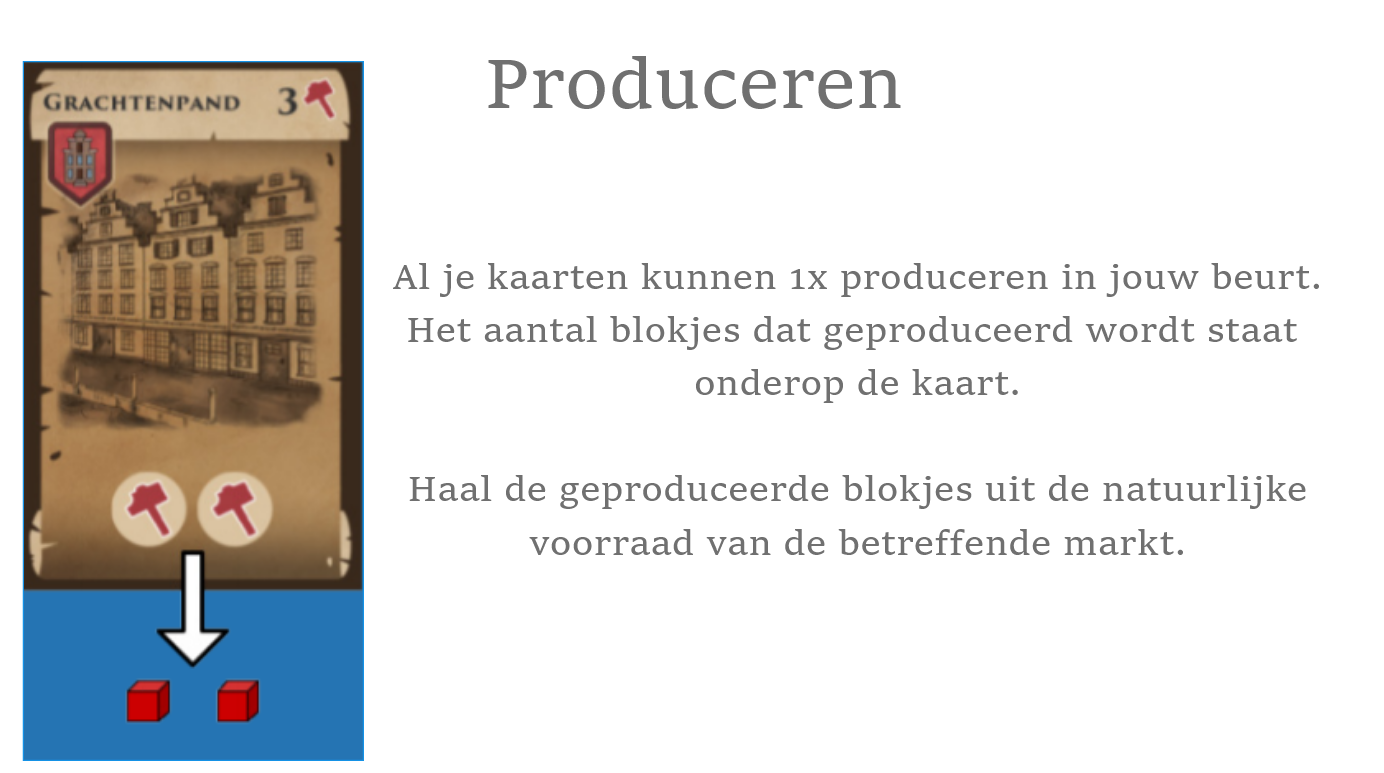 Produceren
GRACHTENPAND 3
Al je kaarten kunnen 1x produceren in jouw beurt.
Het aantal blokjes dat geproduceerd wordt staat
onderop de kaart.
Haal de geproduceerde blokjes uit de natuurlijke
voorraad van de betreffende markt.